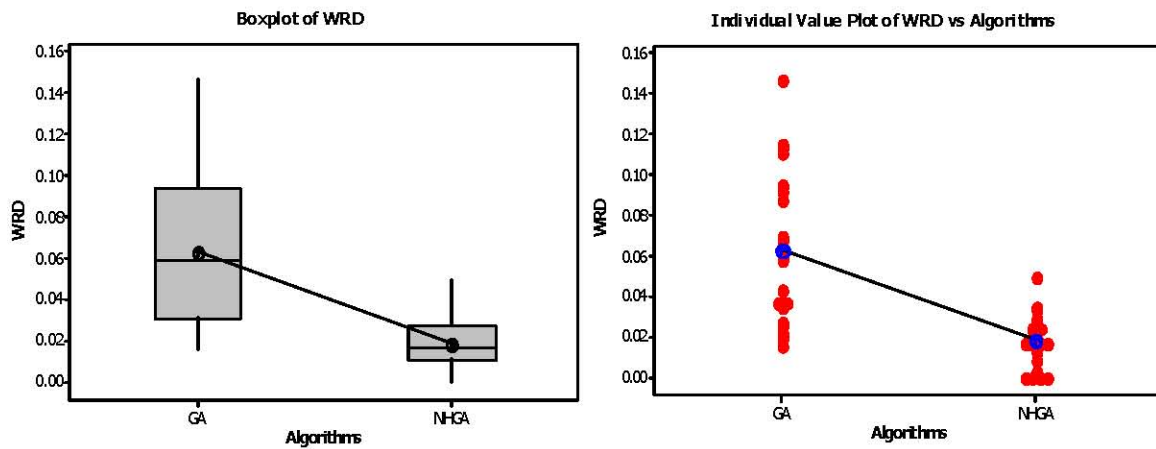 Boxplot of WRD
0.16
0.14
0.12
0.10
0.08
0.06
0.04
0.02
0.00
WRD
GA
NHGA
Algorithms
Individual Value Plot of WRD vs Algorithms
0.16
0.14
0.12
0.10
0.08
0.06
0.04
0.02
0.00
WRD
GA
NHGA
Algorithms